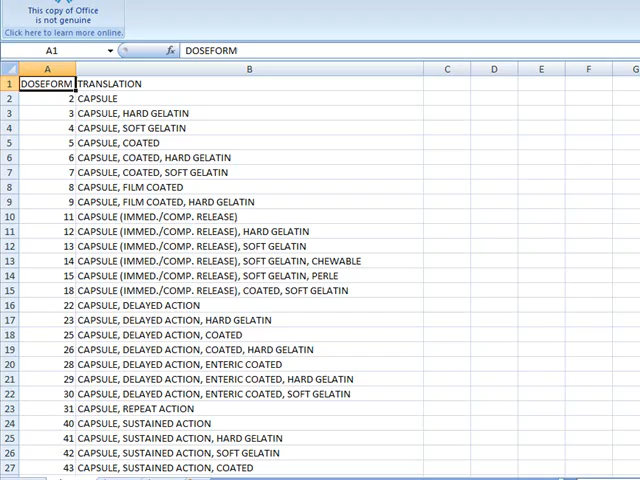 This copy of Office
is not genuine
Click here to learn more online.
A1 fx DOSEFORM
A B C D E F G
1 DOSEFORM TRANSLATION
2 2 CAPSULE
3 3 CAPSULE, HARD GELATIN
4 4 CAPSULE, SOFT GELATIN
5 5 CAPSULE, COATED
6 6 CAPSULE, COATED, HARD GELATIN
7 7 CAPSULE, COATED, SOFT GELATIN
8 8 CAPSULE, FILM COATED
9 9 CAPSULE, FILM COATED, HARD GELATIN
10 11 CAPSULE (IMMED./COMP. RELEASE)
11 12 CAPSULE (IMMED./COMP. RELEASE), HARD GELATIN
12 13 CAPSULE (IMMED./COMP. RELEASE), SOFT GELATIN
13 14 CAPSULE (IMMED./COMP. RELEASE), SOFT GELATIN, CHEWABLE
14 15 CAPSULE (IMMED./COMP. RELEASE), SOFT GELATIN, PERLE
15 18 CAPSULE (IMMED./COMP. RELEASE), COATED, SOFT GELATIN
16 22 CAPSULE, DELAYED ACTION
17 23 CAPSULE, DELAYED ACTION, HARD GELATIN
18 25 CAPSULE, DELAYED ACTION, COATED
19 26 CAPSULE, DELAYED ACTION, COATED, HARD GELATIN
20 28 CAPSULE, DELAYED ACTION, ENTERIC COATED
21 29 CAPSULE, DELAYED ACTION, ENTERIC COATED, HARD GELATIN
22 30 CAPSULE, DELAYED ACTION, ENTERIC COATED, SOFT GELATIN
23 31 CAPSULE, REPEAT ACTION
24 40 CAPSULE, SUSTAINED ACTION
25 41 CAPSULE, SUSTAINED ACTION, HARD GELATIN
26 42 CAPSULE, SUSTAINED ACTION, SOFT GELATIN
27 43 CAPSULE, SUSTAINED ACTION, COATED